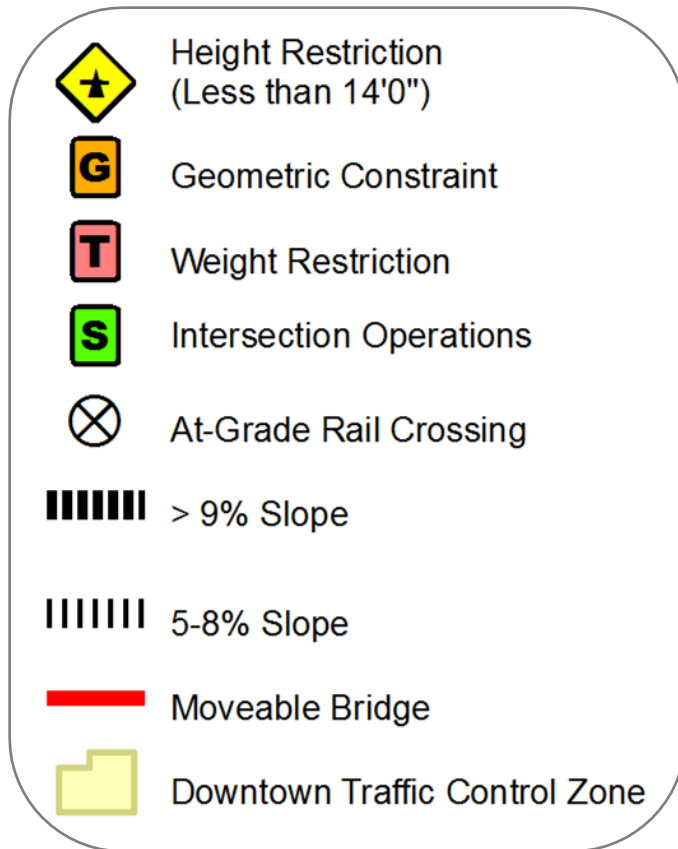 Height Restriction
(Less than 14'0")
G
Geometric Constraint
T
Weight Restriction
S
Intersection Operations
At-Grade Rail Crossing
> 9% Slope
5-8% Slope
Moveable Bridge
Downtown Traffic Control Zone